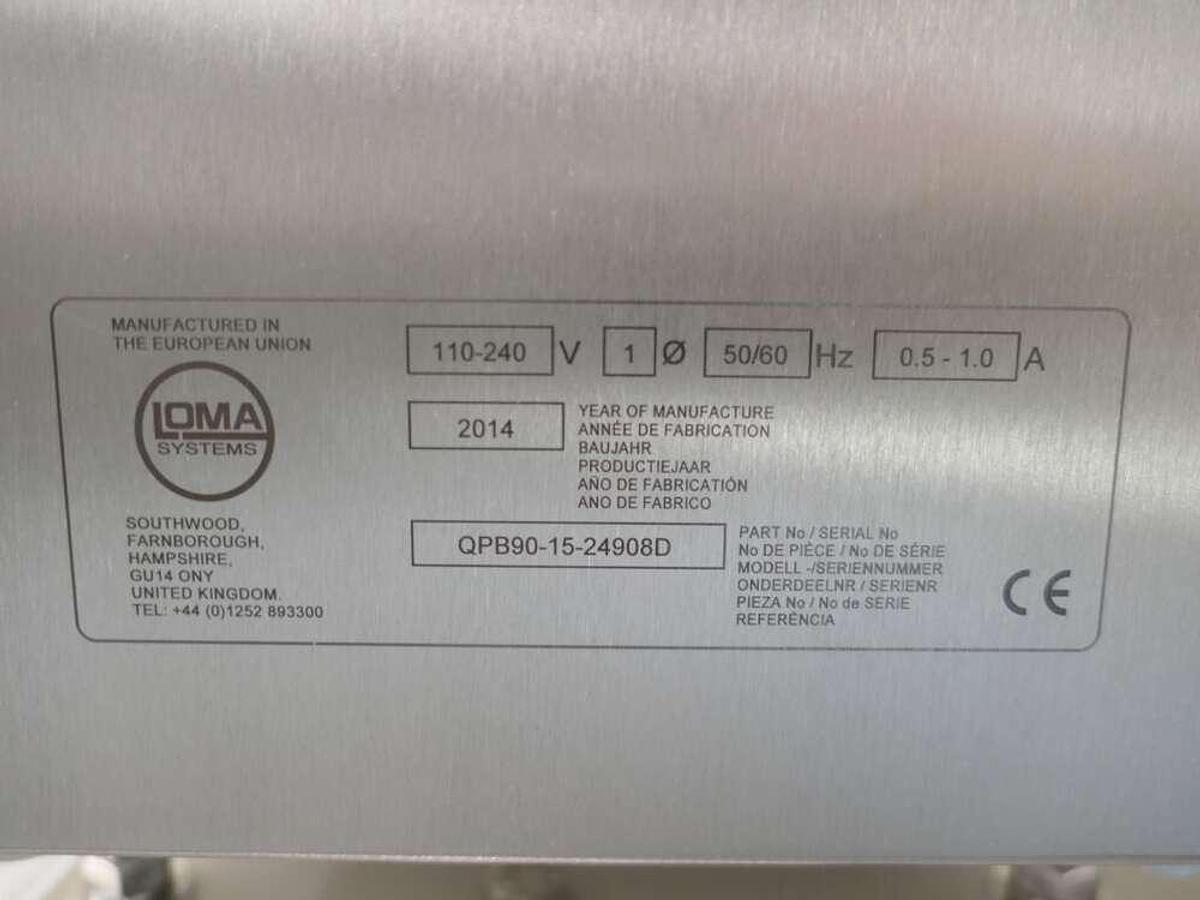 MANUFACTURED IN
THE EUROPEAN UNION
LOMA
SYSTEMS
SOUTHWOOD,
FARNBOROUGH,
HAMPSHIRE,
GU14 ONY
UNITED KINGDOM.
TEL: +44 (0)1252 893300
110-240 V 1 Ø 50/60 Hz 0.5 - 1.0 A
2014
YEAR OF MANUFACTURE
ANNÉE DE FABRICATION
BAUJAHR
PRODUCTIEJAAR
AÑO DE FABRICATIÓN
ANO DE FABRICO
QPB90-15-24908D
PART No / SERIAL No
No DE PIÈCE / No DE SÉRIE
MODELL -/SERIENNUMMER
ONDERDEELNR / SERIENR
PIEZA No / No de SERIE
REFERÊNCIA
CE